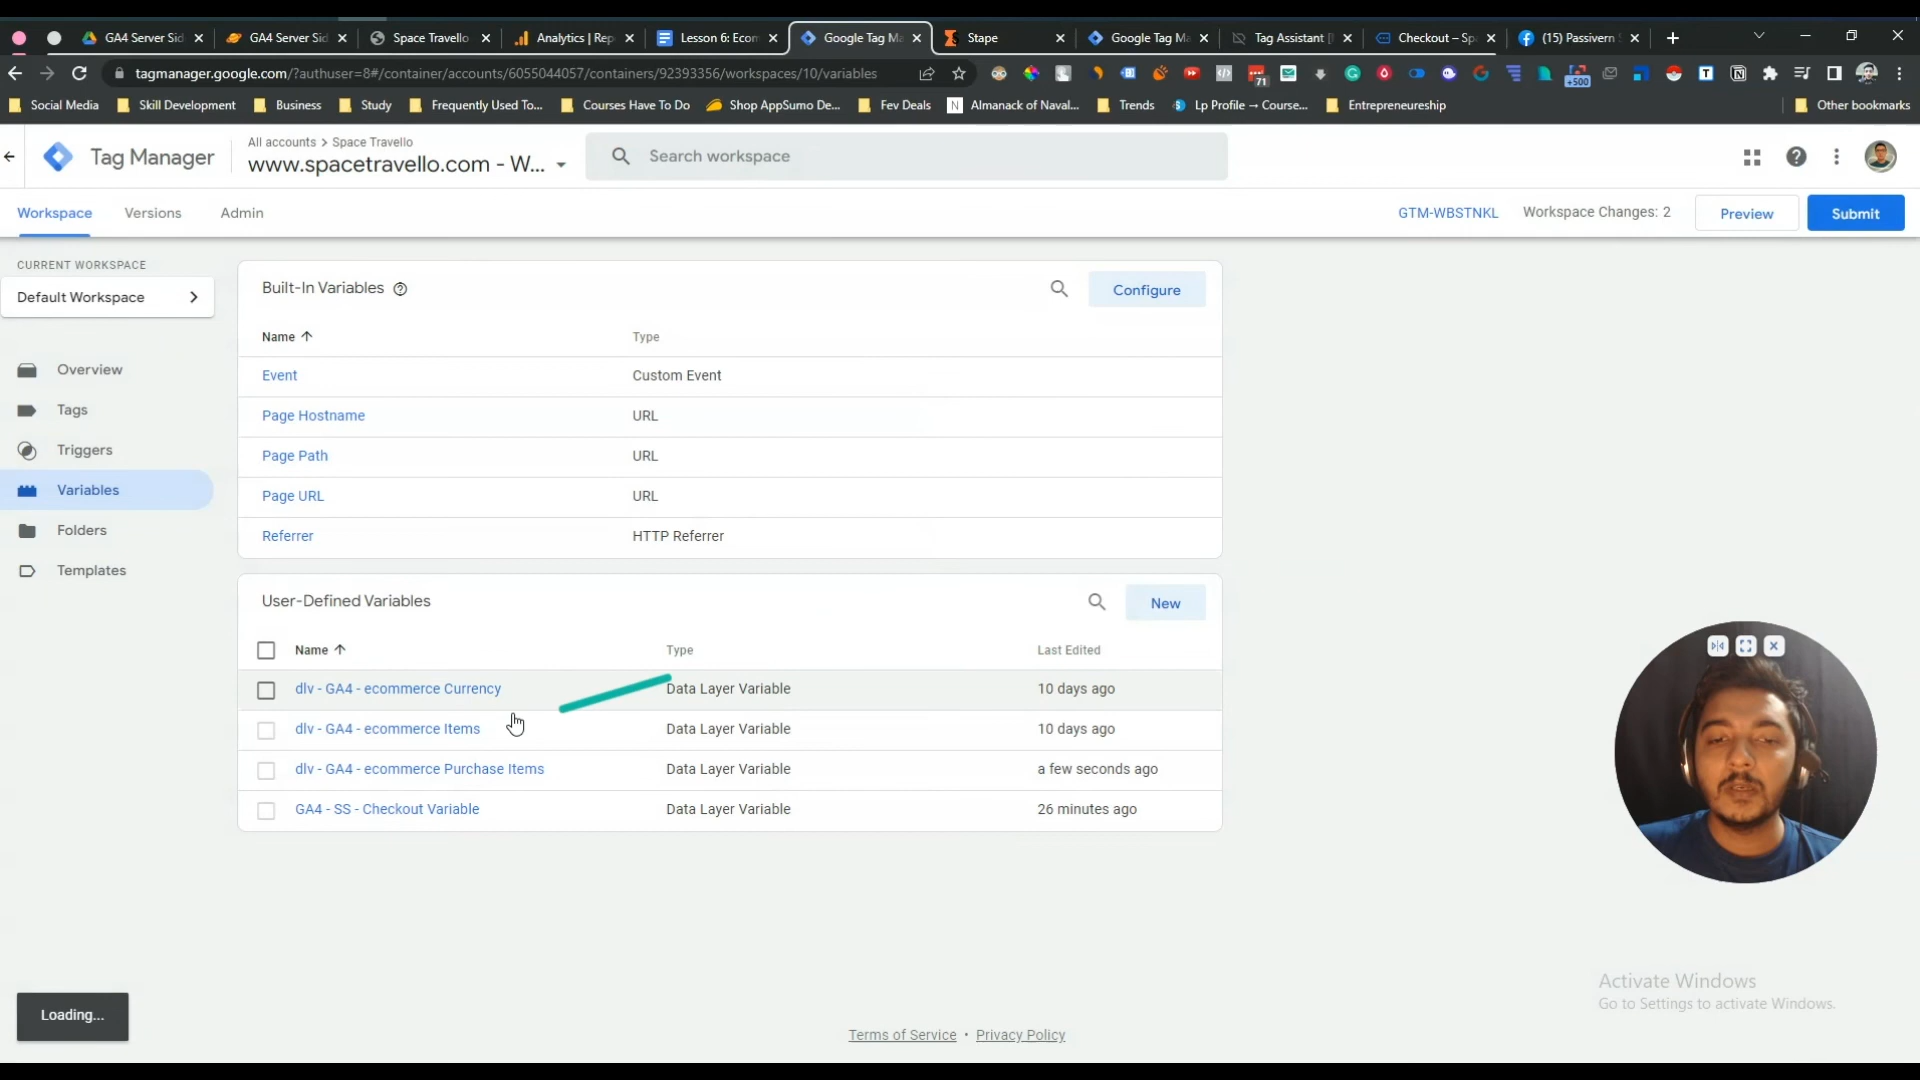 GA4 Server Sid
GA4 Server Sid
Space Travello
Analytics | Rep
Lesson 6: Ecom
Google Tag Ma
Stape
Google Tag Ma
Tag Assistant [
Checkout – Sp
(15) Passivern
tagmanager.google.com/?authuser=8#/container/accounts/6055044057/containers/92393356/workspaces/10/variables
71
+500
Social Media
Skill Development
Business
Study
Frequently Used To...
Courses Have To Do
Shop AppSumo De...
Fev Deals
Almanack of Naval...
Trends
Lp Profile → Course...
Entrepreneureship
Other bookmarks
Tag Manager
All accounts > Space Travello
www.spacetravello.com - W...
Search workspace
Workspace
Versions
Admin
GTM-WBSTNKL
Workspace Changes: 2
Preview
Submit
CURRENT WORKSPACE
Default Workspace
Overview
Tags
Triggers
Variables
Folders
Templates
Built-In Variables
Configure
Name
Type
Event
Custom Event
Page Hostname
URL
Page Path
URL
Page URL
URL
Referrer
HTTP Referrer
User-Defined Variables
New
Name
Type
Last Edited
dlv - GA4 - ecommerce Currency
Data Layer Variable
10 days ago
dlv - GA4 - ecommerce Items
Data Layer Variable
10 days ago
dlv - GA4 - ecommerce Purchase Items
Data Layer Variable
a few seconds ago
GA4 - SS - Checkout Variable
Data Layer Variable
26 minutes ago
Activate Windows
Go to Settings to activate Windows.
Loading...
Terms of Service • Privacy Policy